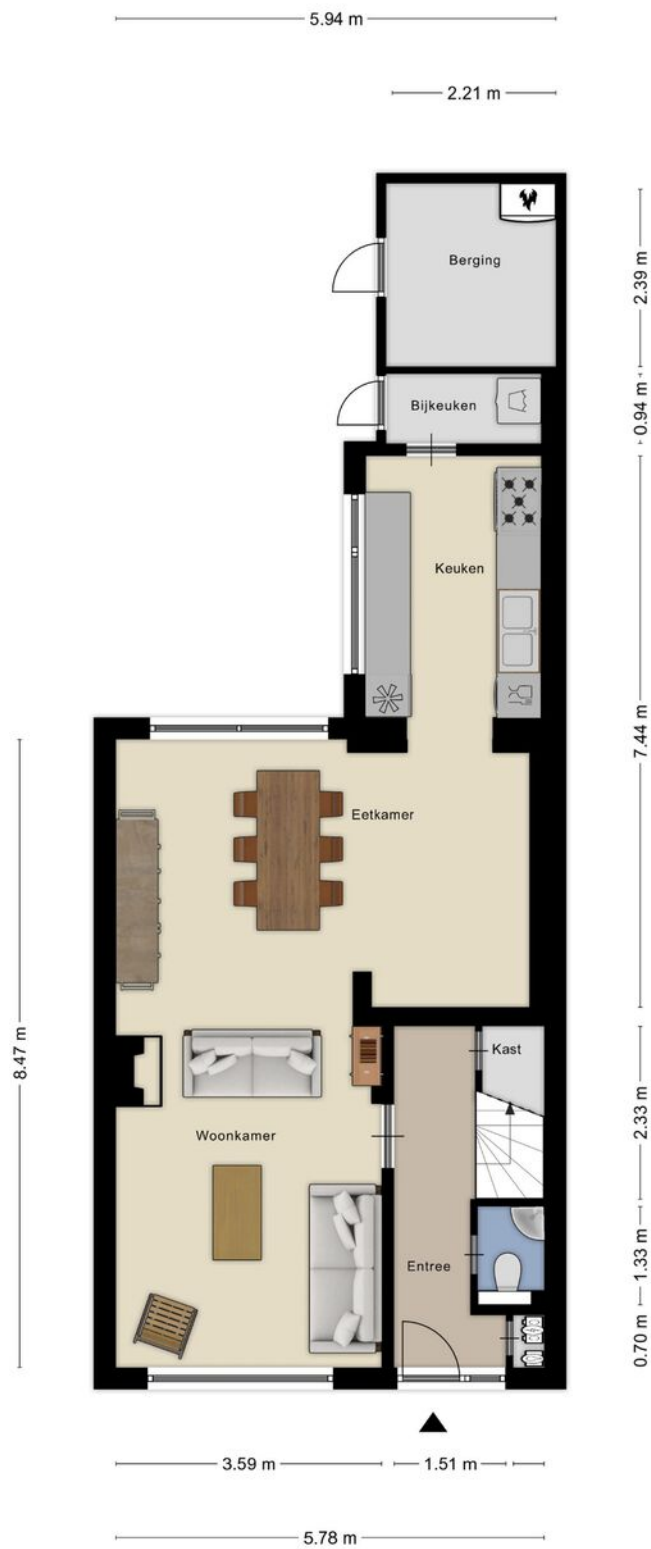 5.94 m
2.21 m
Berging
2.39 m
Bijkeuken
0.94 m
Keuken
7.44 m
Eetkamer
8.47 m
Kast
2.33 m
Woonkamer
Entree
1.33 m
0.70 m
3.59 m
1.51 m
5.78 m